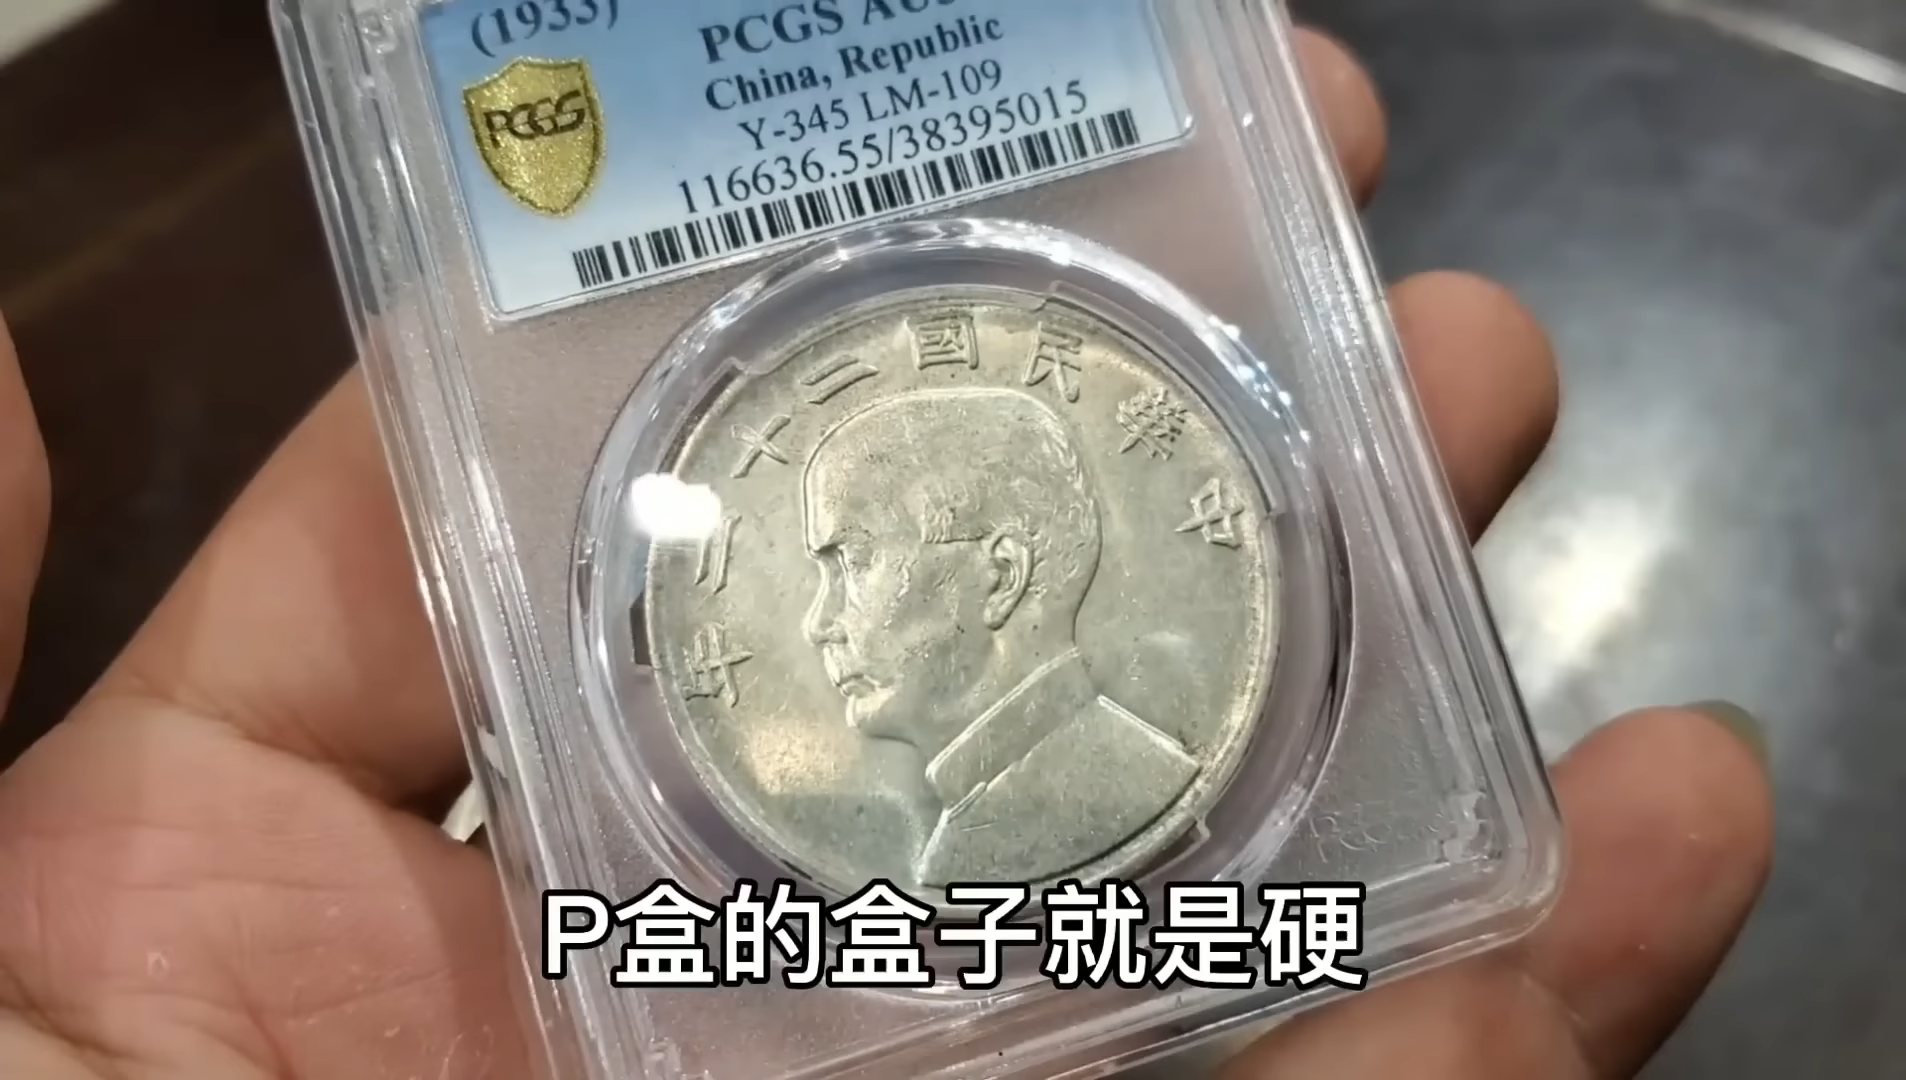 (1933)
PCGS AU
China, Republic
Y-345 LM-109
116636.55/38395015
PCGS
中華民國二十二年
P盒的盒子就是硬